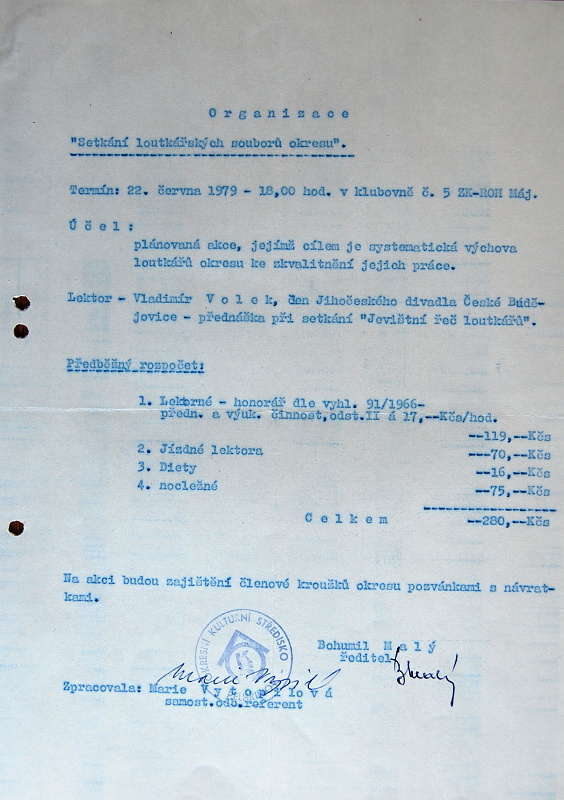 O r g a n i z a c e
"Setkání loutkářských souborů okresu".
Termín: 22. června 1979 - 18,00 hod. v klubovně č. 5 ZK-ROH Máj.
Ú č e l :
plánovaná akce, jejímž cílem je systematická výchova
loutkářů okresu ke zkvalitnění jejich práce.
Lektor - Vladimír V o l e k, člen Jihočeského divadla České Budě-
jovice - přednáška při setkání "Jevištní řeč loutkářů".
Předběžný rozpočet:
1. Lektorné - honorář dle vyhl. 91/1966-
předn. a výuk. činnost,odst.II á 17,--Kčs/hod.
--119,--Kčs
2. Jízdné lektora --70,--Kčs
3. Diety --16,--Kčs
4. nocležné --75,--Kčs
C e l k e m --280,--Kčs
Na akci budou zajištění členové kroužků okresu pozvánkami s návrat-
kami.
OKRESNÍ KULTURNÍ STŘEDISKO
Bohumil M a l ý
ředitel
Zpracovala: Marie V y t o p i l o v á
samost.odb.referent